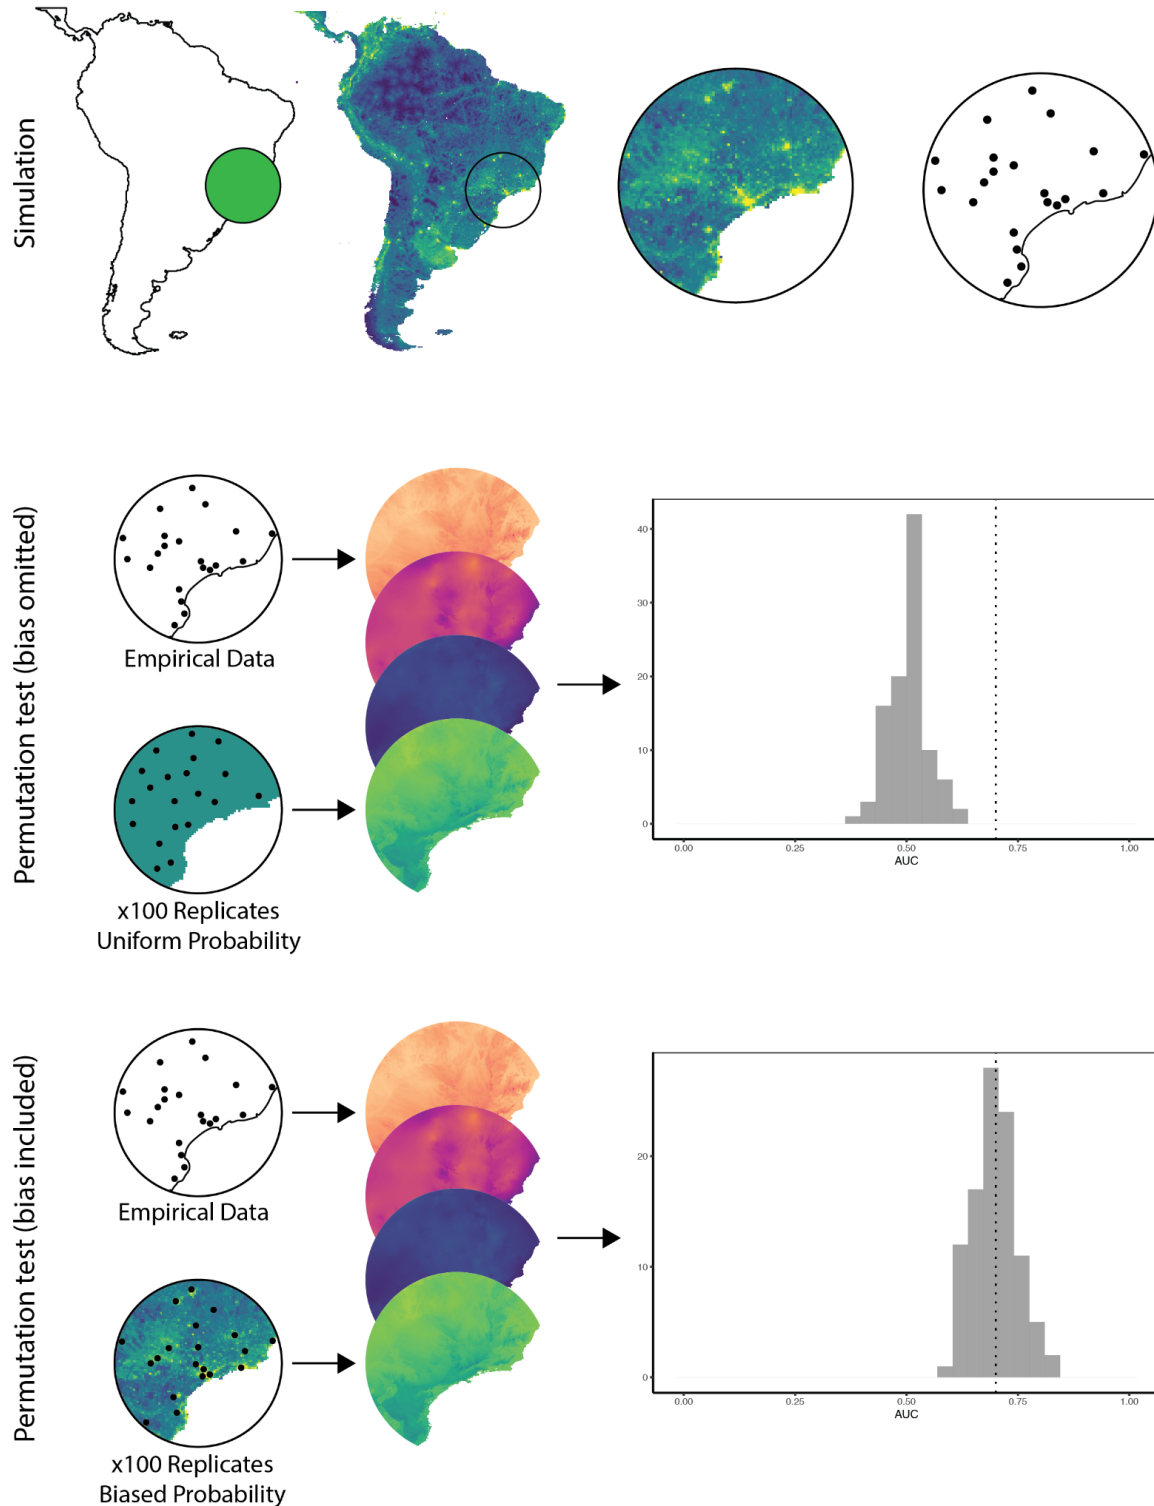 Simulation
Permutation test (bias omitted)
Empirical Data
x100 Replicates
Uniform Probability
40
30
20
10
0
0.00 0.25 0.50 0.75 1.00
AUC
Permutation test (bias included)
Empirical Data
x100 Replicates
Biased Probability
20
10
0
0.00 0.25 0.50 0.75 1.00
AUC